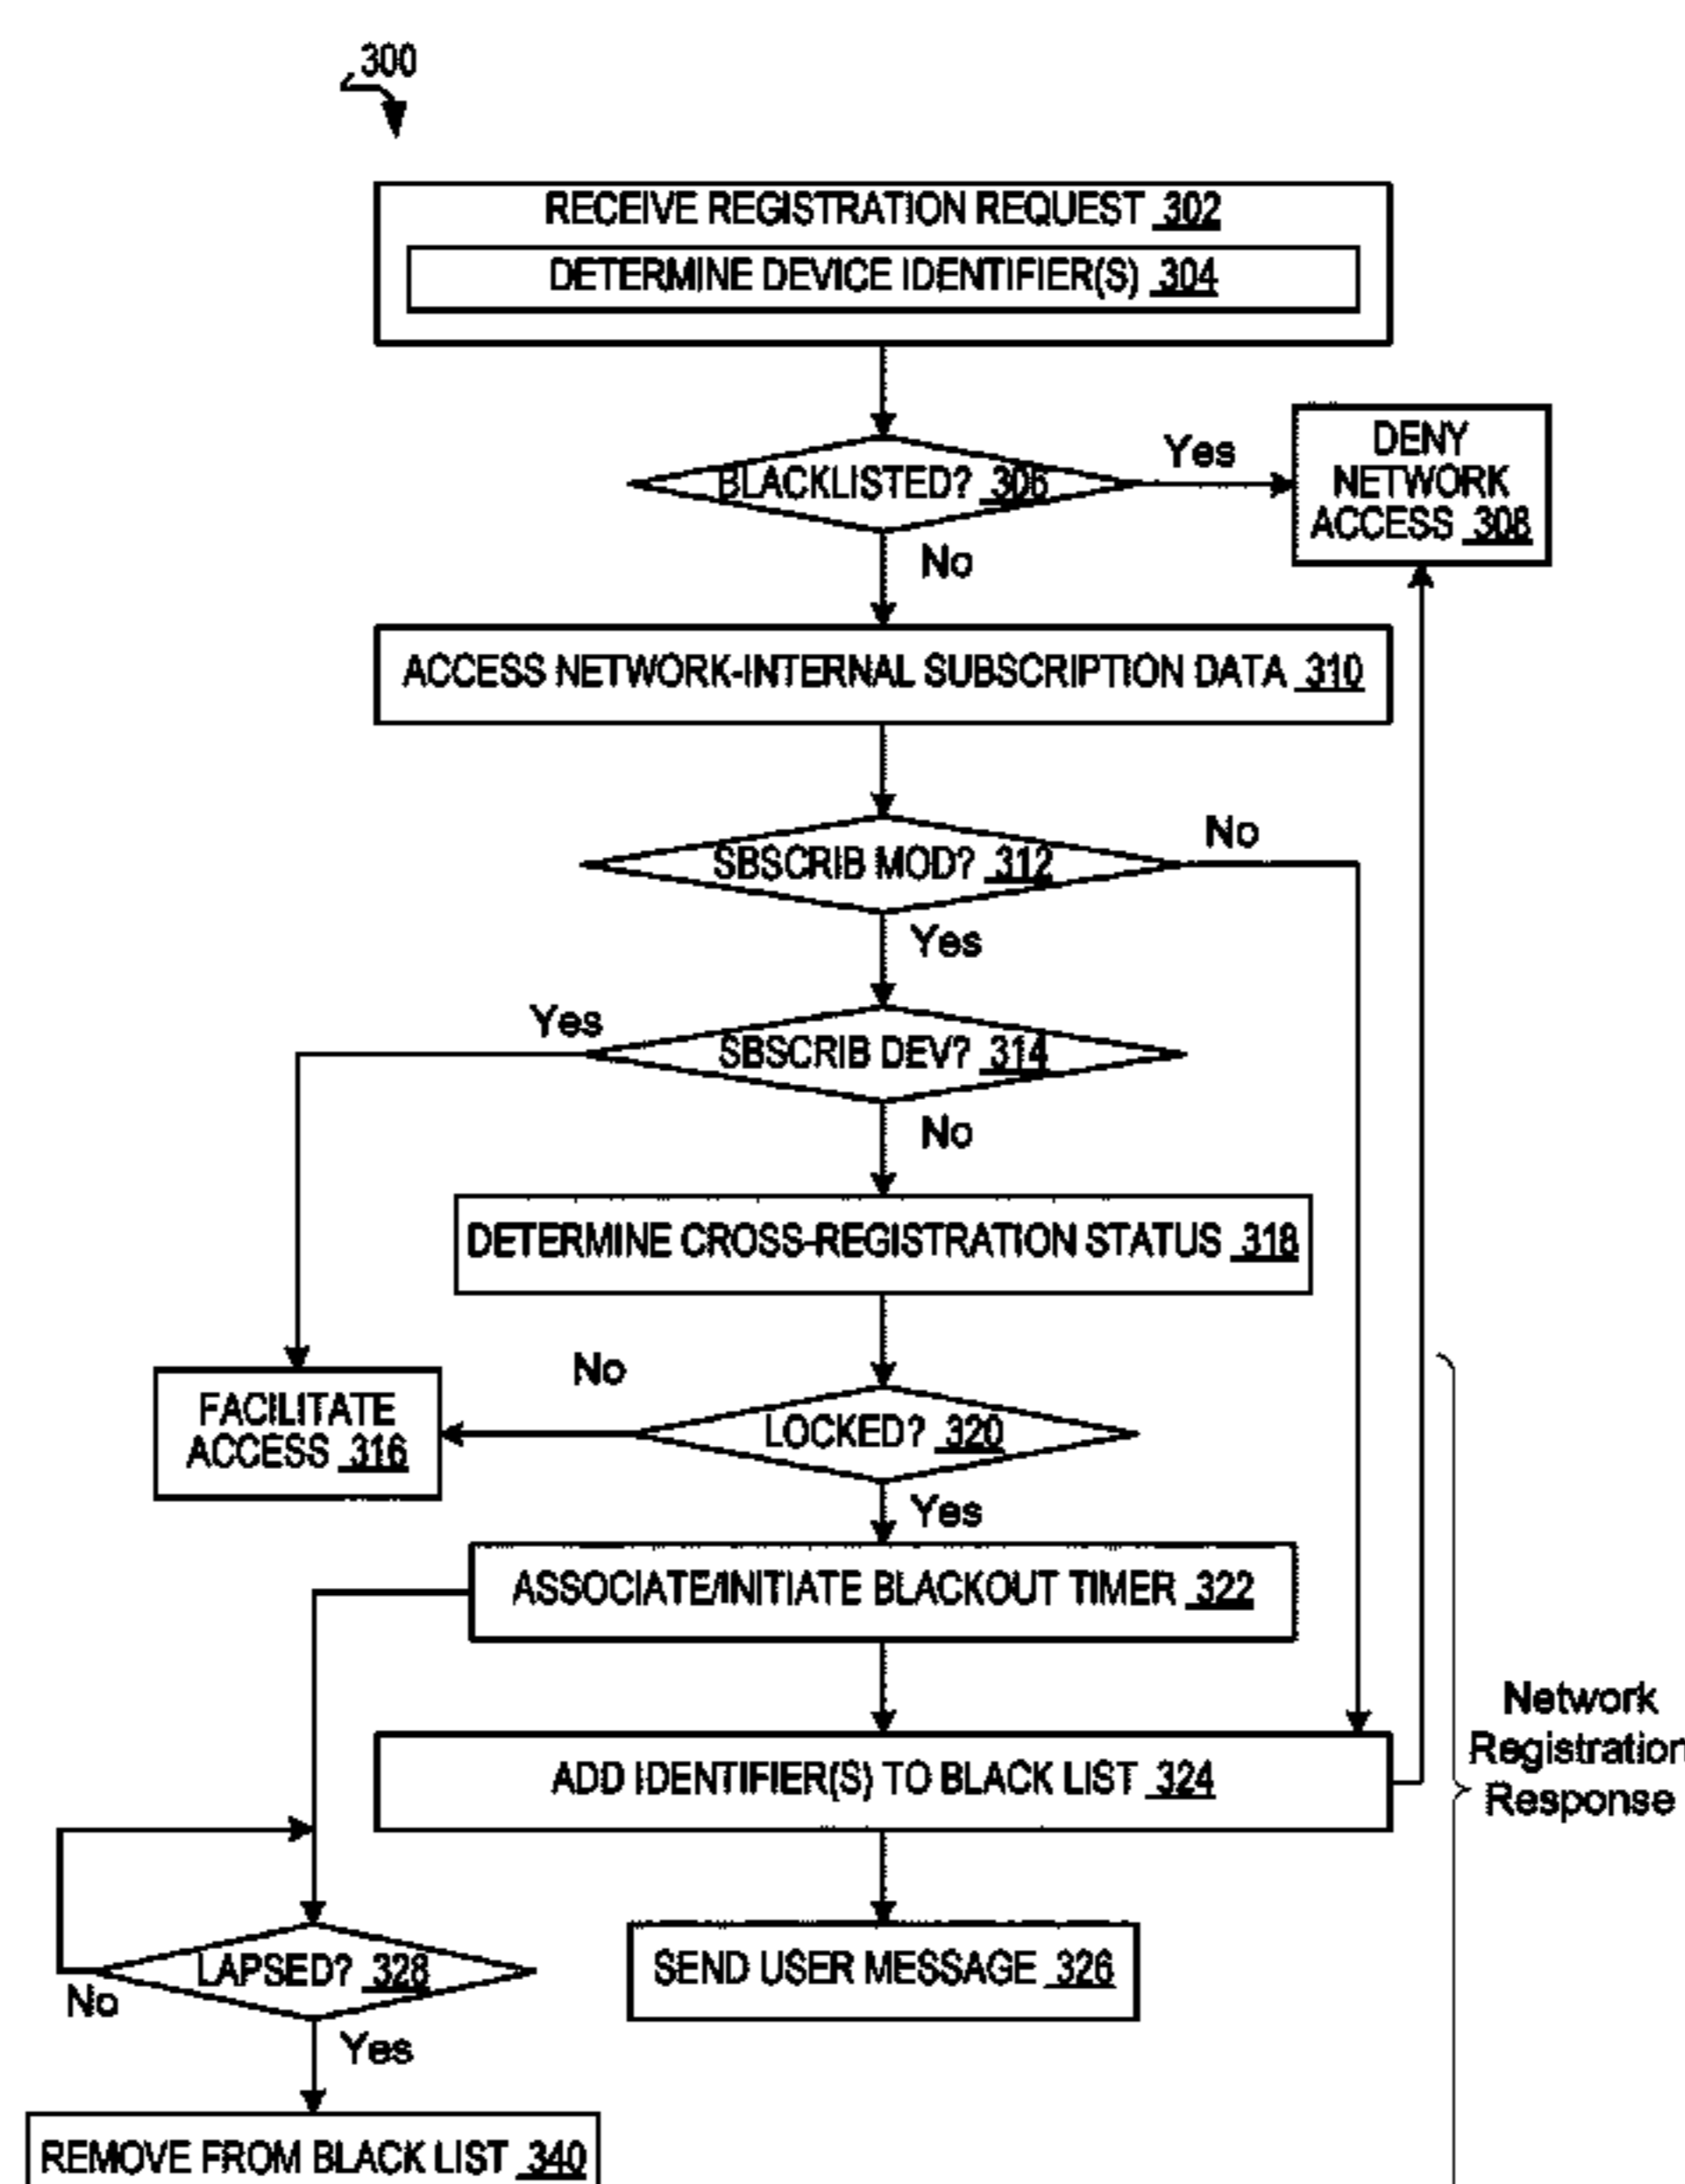 300
RECEIVE REGISTRATION REQUEST 302
DETERMINE DEVICE IDENTIFIER(S) 304
BLACKLISTED? 306
Yes
DENY
NETWORK
ACCESS 308
No
ACCESS NETWORK-INTERNAL SUBSCRIPTION DATA 310
No
SBSCRIB MOD? 312
Yes
Yes
SBSCRIB DEV? 314
No
DETERMINE CROSS-REGISTRATION STATUS 318
No
FACILITATE
ACCESS 316
LOCKED? 320
Yes
ASSOCIATE/INITIATE BLACKOUT TIMER 322
Network
Registration
Response
ADD IDENTIFIER(S) TO BLACK LIST 324
LAPSED? 328
No
SEND USER MESSAGE 326
Yes
REMOVE FROM BLACK LIST 340